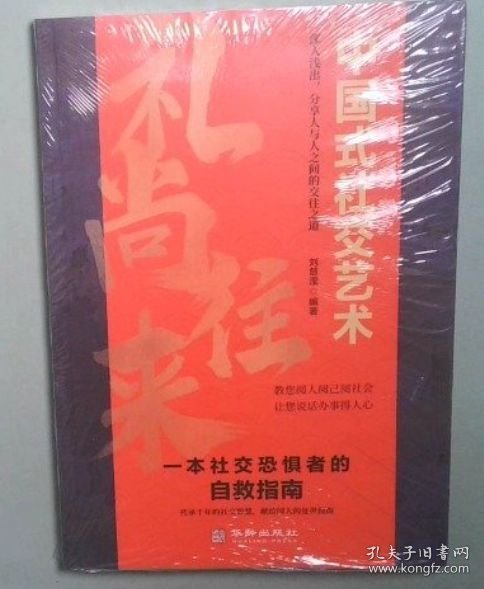 中国式社交艺术
深入浅出，分享人与人之间的交往之道
礼尚往来
编著
教您阅人阅己阅社会
让您说话办事得人心
一本社交恐惧者的
自救指南
华龄出版社
HUALING PRESS
孔夫子旧书网
www.kongfz.com